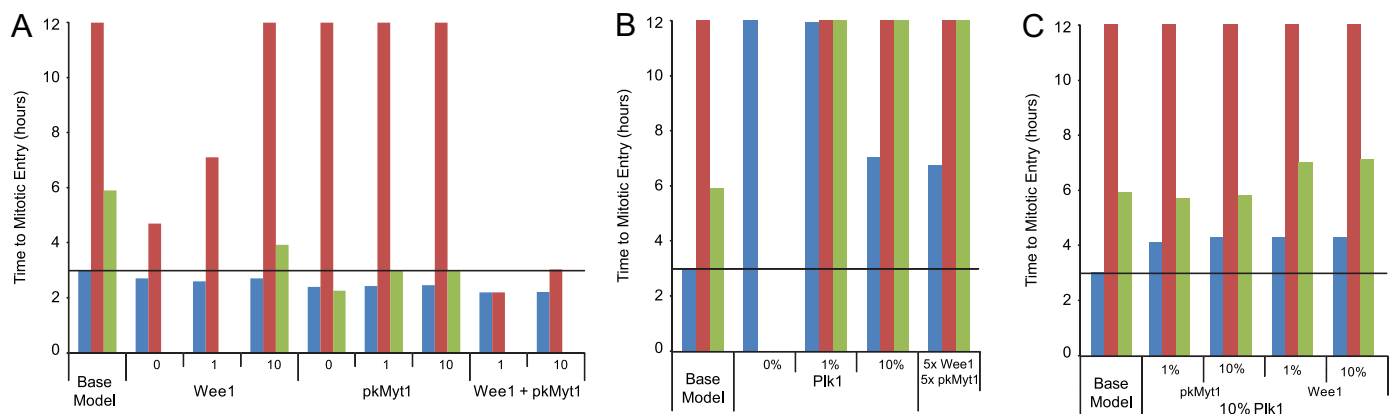 A
Time to Mitotic Entry (hours)
12
10
8
6
4
2
0
Base
Model
0
1
10
Wee1
0
1
10
pkMyt1
1
10
Wee1 + pkMyt1
B
Time to Mitotic Entry (hours)
12
10
8
6
4
2
0
Base
Model
0%
1%
10%
Plk1
5x Wee1
5x pkMyt1
C
Time to Mitotic Entry (hours)
12
10
8
6
4
2
0
Base
Model
1%
10%
pkMyt1
1%
10%
Wee1
10% Plk1